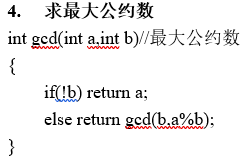 4. 求最大公约数
int gcd(int a,int b)//最大公约数
{
if(!b) return a;
else return gcd(b,a%b);
}